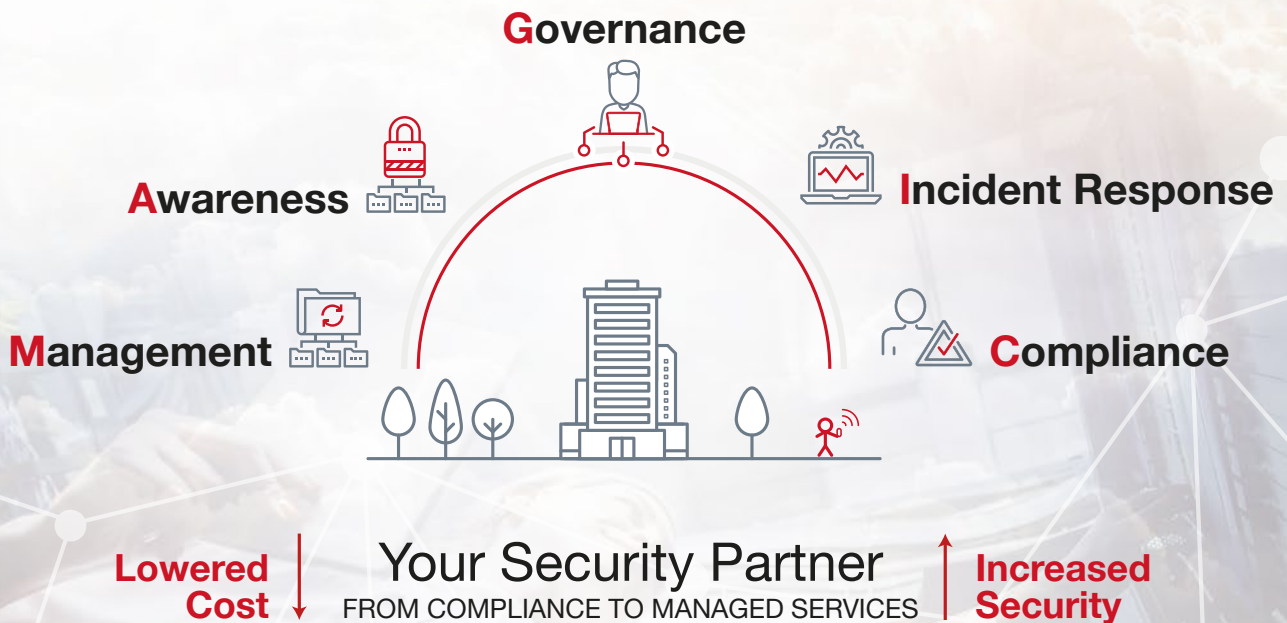 Governance
Awareness
Incident Response
Management
Compliance
Lowered
Cost
Your Security Partner
FROM COMPLIANCE TO MANAGED SERVICES
Increased
Security